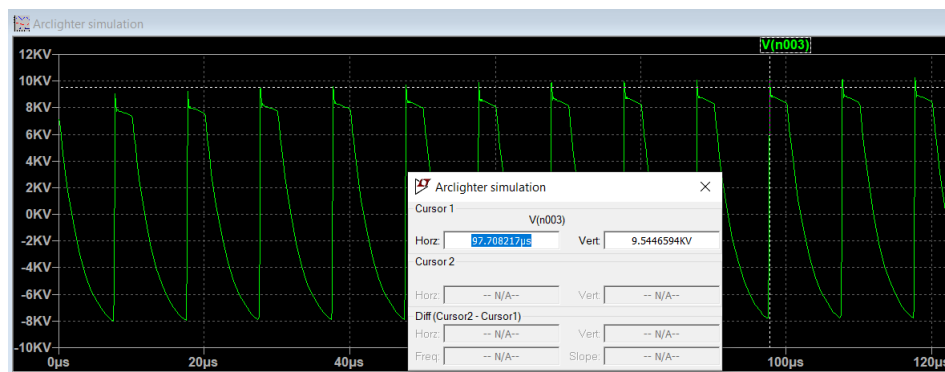 Arclighter simulation
V(n003)
12KV
10KV
8KV
6KV
4KV
2KV
0KV
-2KV
-4KV
-6KV
-8KV
-10KV
0µs 20µs 40µs 100µs 120µs
Arclighter simulation
Cursor 1
V(n003)
Horz: 97.708217µs Vert: 9.5446594KV
Cursor 2
Horz: -- N/A-- Vert: -- N/A--
Diff (Cursor2 - Cursor1)
Horz: -- N/A-- Vert: -- N/A--
Freq: -- N/A-- Slope: -- N/A--